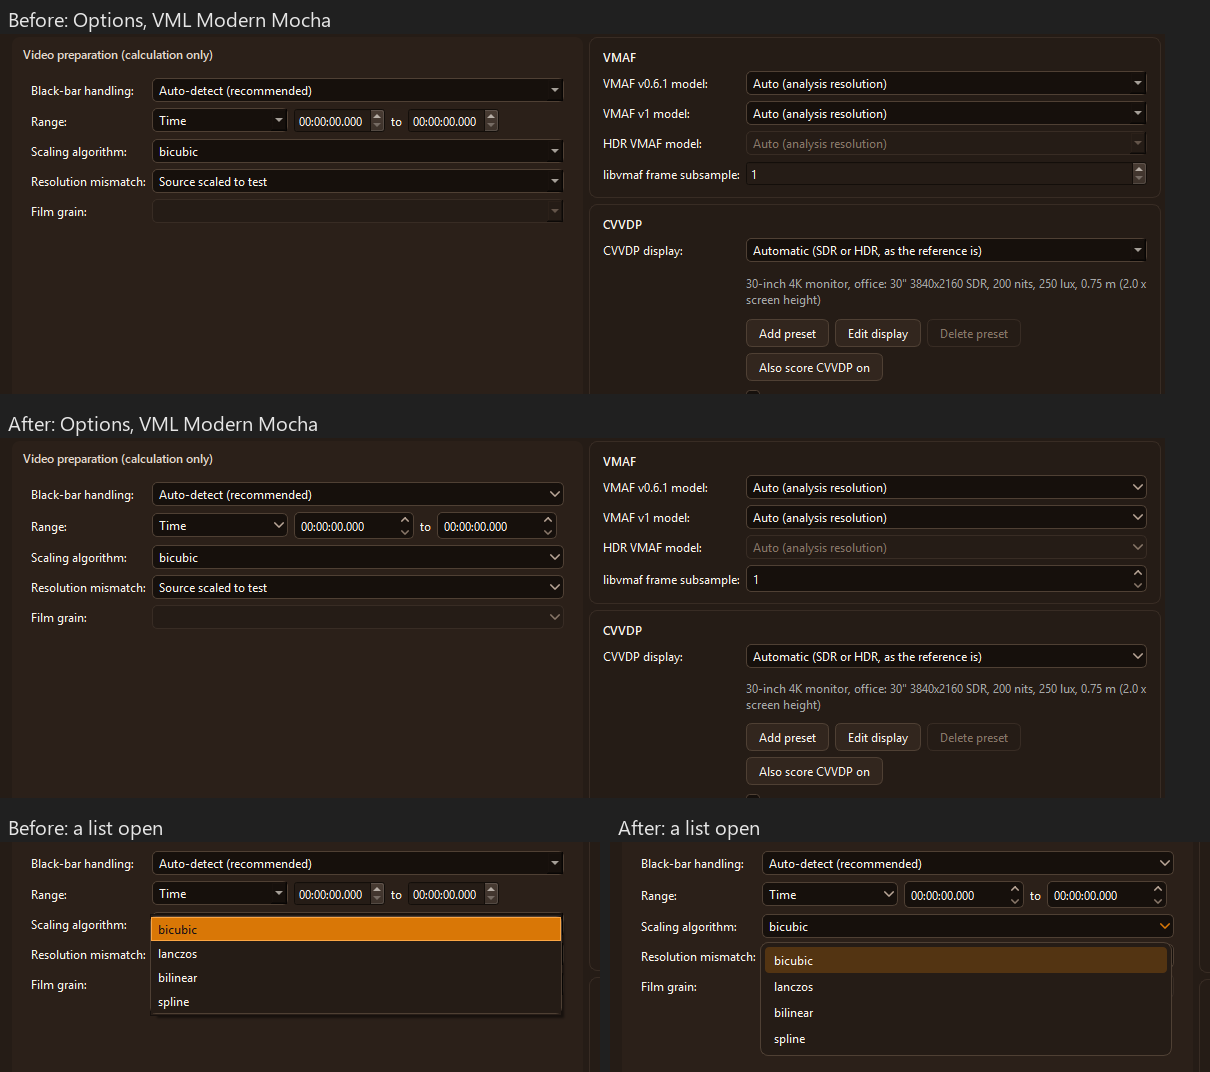 Before: Options, VML Modern Mocha
Video preparation (calculation only)
Black-bar handling: Auto-detect (recommended)
Range: Time 00:00:00.000 to 00:00:00.000
Scaling algorithm: bicubic
Resolution mismatch: Source scaled to test
Film grain:
VMAF
VMAF v0.6.1 model: Auto (analysis resolution)
VMAF v1 model: Auto (analysis resolution)
HDR VMAF model: Auto (analysis resolution)
libvmaf frame subsample: 1
CVVDP
CVVDP display: Automatic (SDR or HDR, as the reference is)
30-inch 4K monitor, office: 30" 3840x2160 SDR, 200 nits, 250 lux, 0.75 m (2.0 x
screen height)
Add preset Edit display Delete preset
Also score CVVDP on
After: Options, VML Modern Mocha
Video preparation (calculation only)
Black-bar handling: Auto-detect (recommended)
Range: Time 00:00:00.000 to 00:00:00.000
Scaling algorithm: bicubic
Resolution mismatch: Source scaled to test
Film grain:
VMAF
VMAF v0.6.1 model: Auto (analysis resolution)
VMAF v1 model: Auto (analysis resolution)
HDR VMAF model: Auto (analysis resolution)
libvmaf frame subsample: 1
CVVDP
CVVDP display: Automatic (SDR or HDR, as the reference is)
30-inch 4K monitor, office: 30" 3840x2160 SDR, 200 nits, 250 lux, 0.75 m (2.0 x
screen height)
Add preset Edit display Delete preset
Also score CVVDP on
Before: a list open
Black-bar handling: Auto-detect (recommended)
Range: Time 00:00:00.000 to 00:00:00.000
Scaling algorithm: bicubic
lanczos
Resolution mismatch:
bilinear
Film grain:
spline
After: a list open
Black-bar handling: Auto-detect (recommended)
Range: Time 00:00:00.000 to 00:00:00.000
Scaling algorithm: bicubic
Resolution mismatch: bicubic
Film grain: lanczos
bilinear
spline